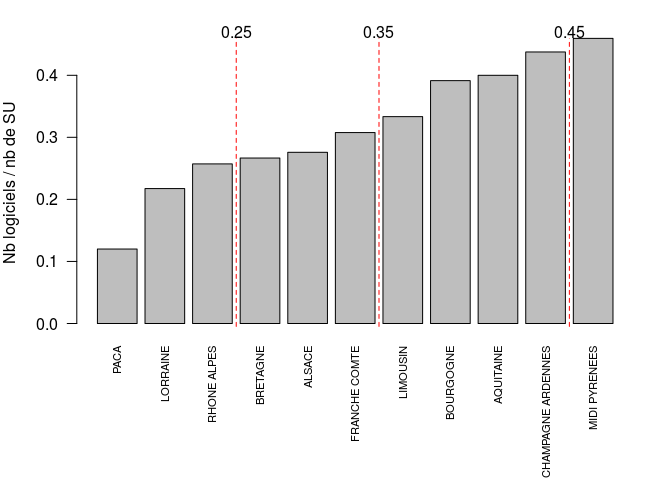 0.25 0.35 0.45
Nb logiciels / nb de SU
0.4
0.3
0.2
0.1
0.0
PACA
LORRAINE
RHONE ALPES
BRETAGNE
ALSACE
FRANCHE COMTE
LIMOUSIN
BOURGOGNE
AQUITAINE
CHAMPAGNE ARDENNES
MIDI PYRENEES